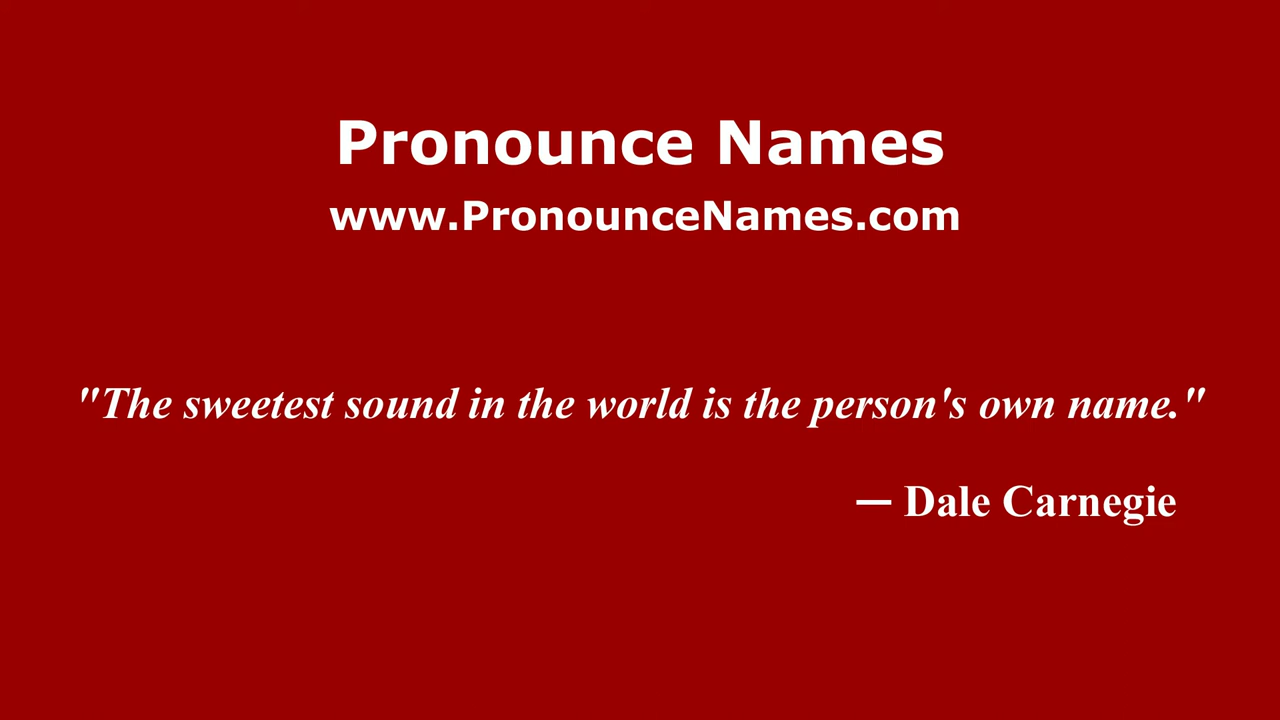 Pronounce Names
www.PronounceNames.com
"The sweetest sound in the world is the person's own name."
— Dale Carnegie